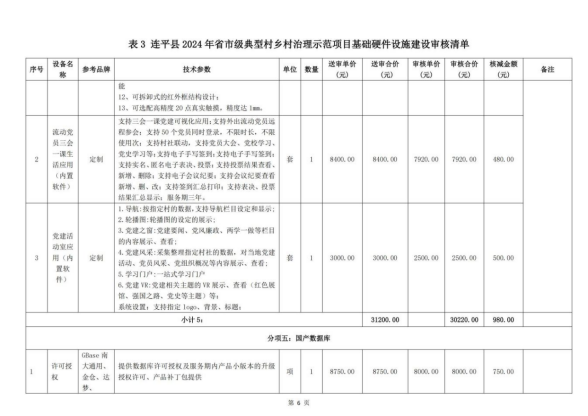 表 3 连平县 2024 年省市级典型村乡村治理示范项目基础硬件设施建设审核清单
序号 设备名称 参考品牌 技术参数 单位 数量 送审单价(元) 送审合价(元) 审核单价(元) 审核合价(元) 核减金额(元) 备注
能
12、可拆卸式的红外框结构设计;
13、可选配高精度 20 点真实触摸,精度达 1mm。
2 流动党员三会一课生活应用(内置软件) 定制 套 1 8400.00 8400.00 7920.00 7920.00 480.00
支持三会一课党建可视化应用;支持外出流动党员远
程参会;支持 50 个党员同时登录,不限时长,不限
使用次;支持村社联动,支持党员大会、党校学习、
党史学习等;支持电子手写签到;支持电子手写签到;
支持实名、匿名电子表决、投票;支持投票结果查看、
新增、删除;支持电子会议纪要;支持会议纪要查看
新增、删、改;支持签到汇总打印;支持表决、投票
结果汇总显示;服务期三年。
3 党建活动室应用(内置软件) 定制 套 1 3000.00 3000.00 2500.00 2500.00 500.00
1.导航:按指定村的数据,支持导航栏目设定和显示;
2.轮播图:轮播图的设定的展示;
3.党建之窗:党建要闻、党风廉政、两学一做等栏目
的内容展示、查看;
4.党建风采:采集整理指定村社的数据,对当地党建
活动、党员风采、党组织概况等内容展示、查看;
5.学习门户:一站式学习门户
6.党建 VR:党建相关主题的 VR 展示、查看(红色展
馆、强国之路、党史等主题)等;
系统设置:支持指定 logo、背景、标题;
小计 5: 31200.00 30220.00 980.00
分项五:国产数据库
1 许可授权 GBase 南大通用、金仓、达梦、 项 1 8750.00 8750.00 8000.00 8000.00 750.00
提供数据库许可授权及服务期内产品小版本的升级
授权许可、产品补丁包提供
第 6 页